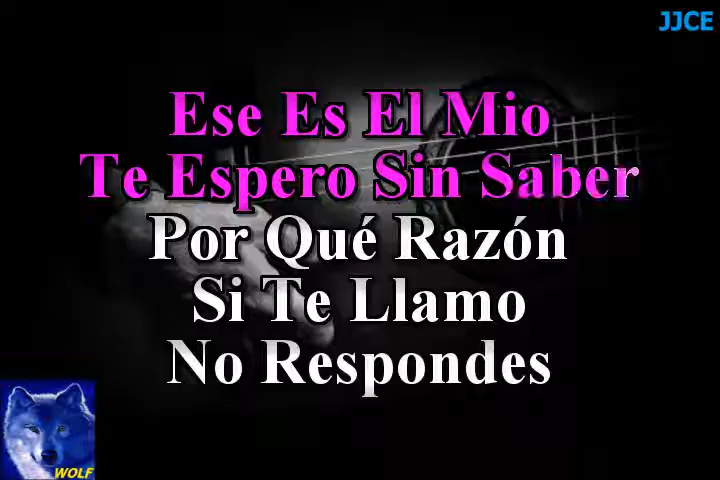 JJCE
Ese Es El Mio
Te Espero Sin Saber
Por Qué Razón
Si Te Llamo
No Respondes
WOLF